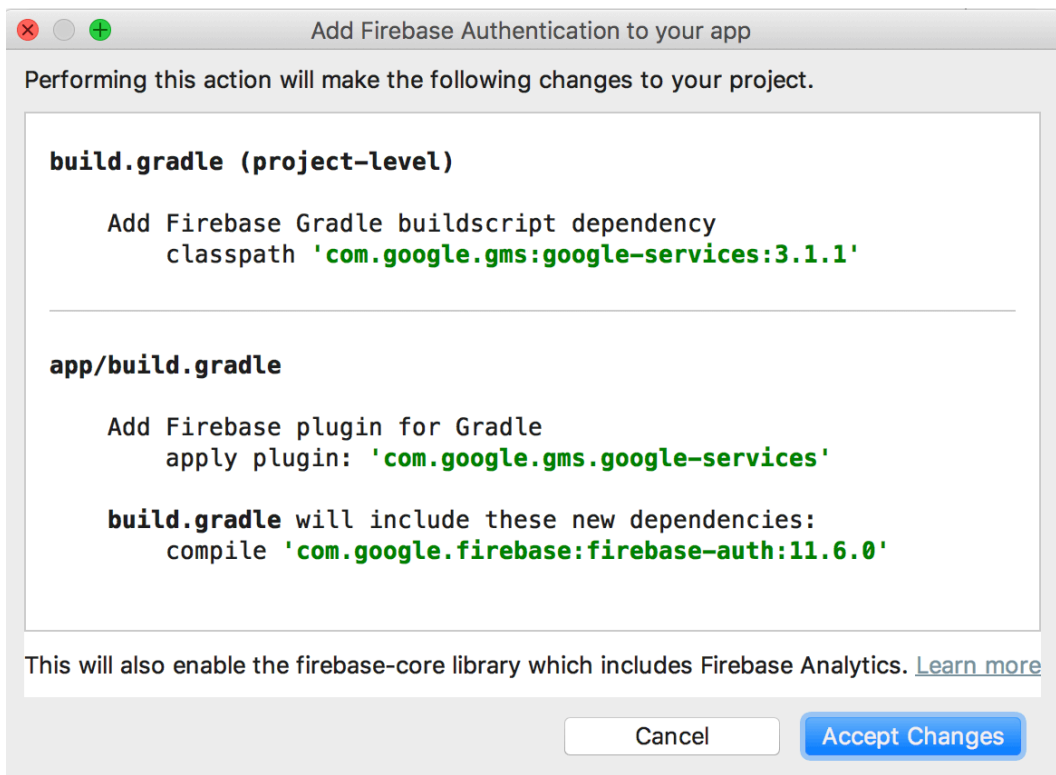 Add Firebase Authentication to your app
Performing this action will make the following changes to your project.
build.gradle (project-level)
Add Firebase Gradle buildscript dependency
classpath 'com.google.gms:google-services:3.1.1'
app/build.gradle
Add Firebase plugin for Gradle
apply plugin: 'com.google.gms.google-services'
build.gradle will include these new dependencies:
compile 'com.google.firebase:firebase-auth:11.6.0'
This will also enable the firebase-core library which includes Firebase Analytics. Learn more
Cancel Accept Changes